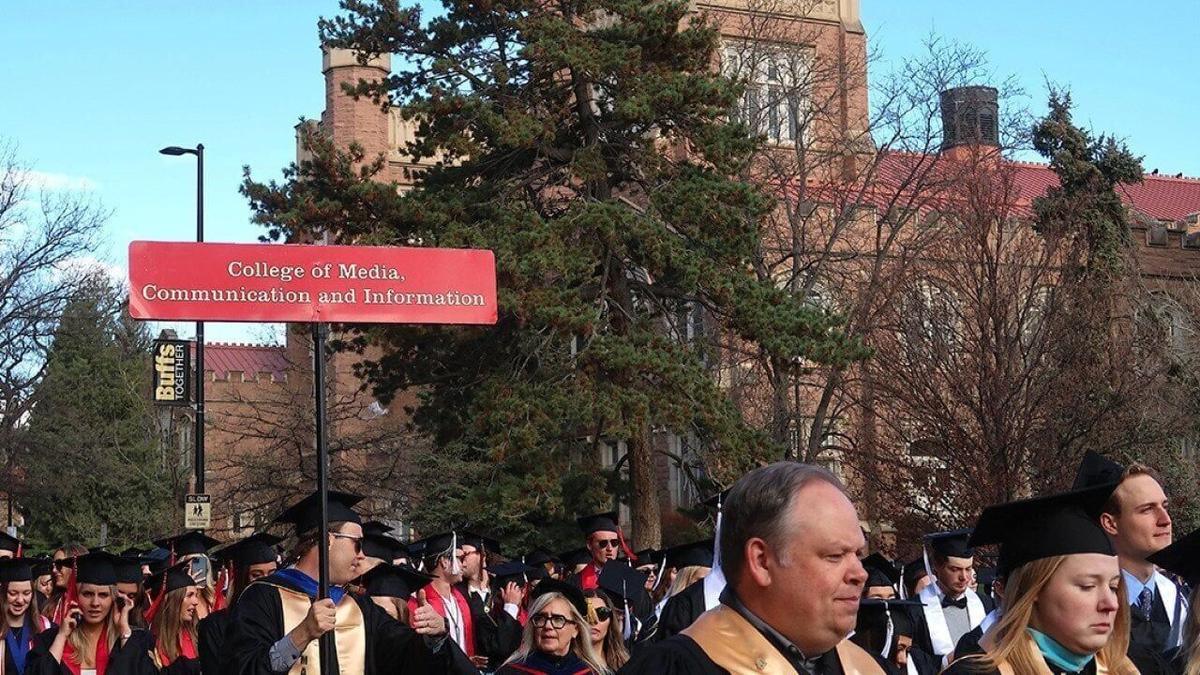 College of Media,
Communication and Information
Buffs
TOGETHER
SLOW